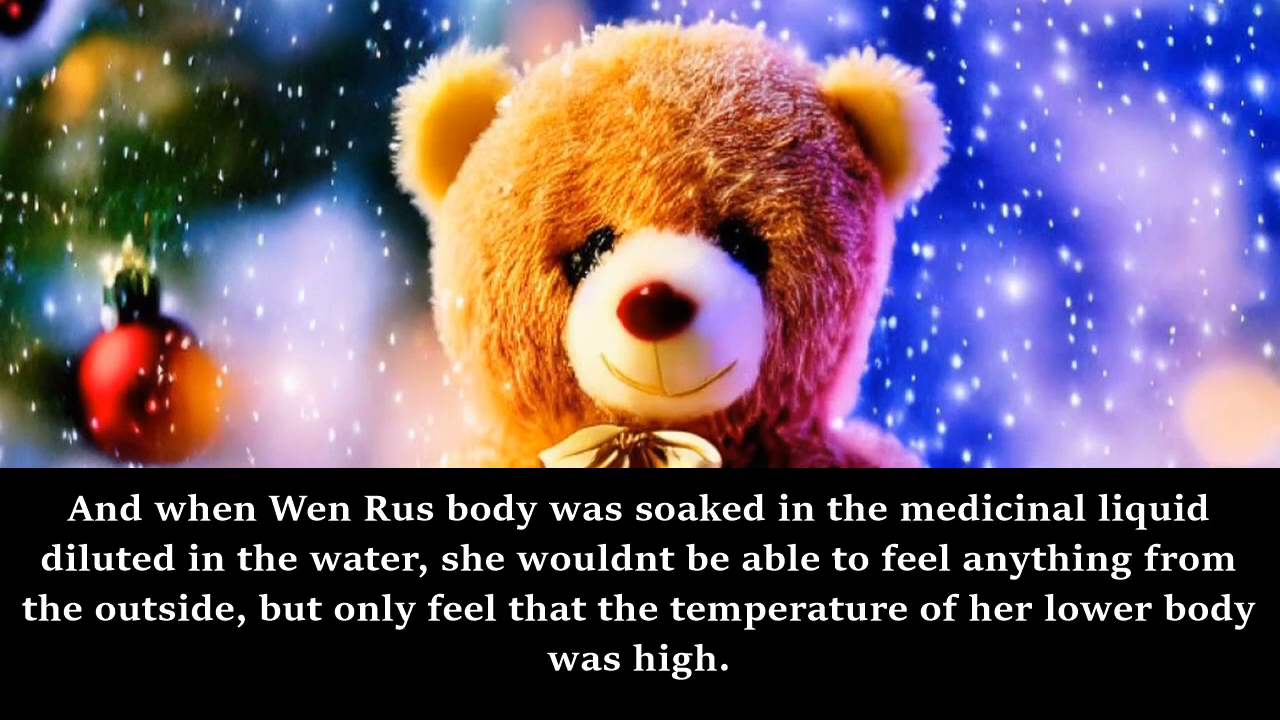 And when Wen Rus body was soaked in the medicinal liquid
diluted in the water, she wouldnt be able to feel anything from
the outside, but only feel that the temperature of her lower body
was high.